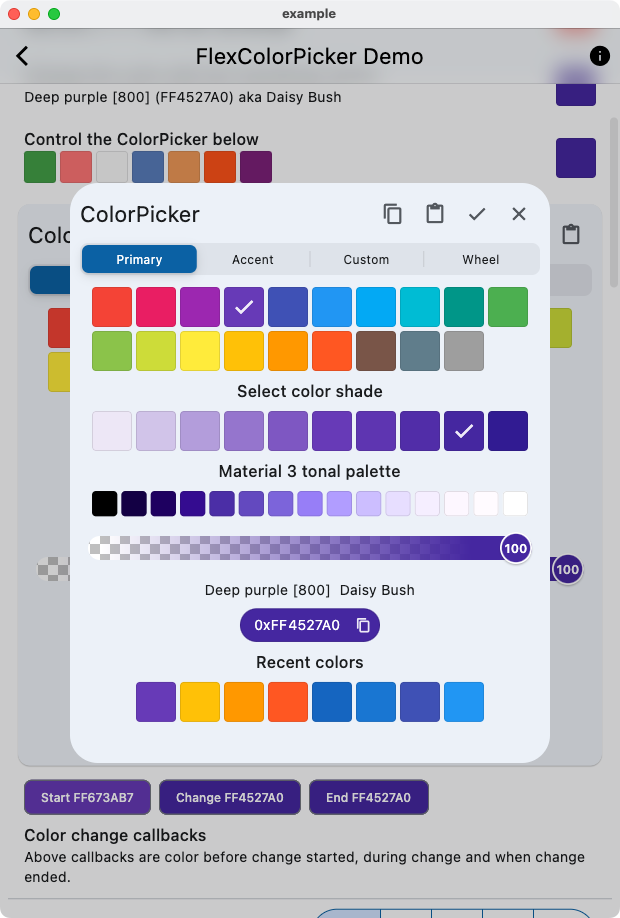 example
FlexColorPicker Demo
Deep purple [800] (FF4527A0) aka Daisy Bush
Control the ColorPicker below
ColorPicker
Primary
Accent
Custom
Wheel
Select color shade
Material 3 tonal palette
100
100
Deep purple [800] Daisy Bush
0xFF4527A0
Recent colors
Start FF673AB7
Change FF4527A0
End FF4527A0
Color change callbacks
Above callbacks are color before change started, during change and when change
ended.